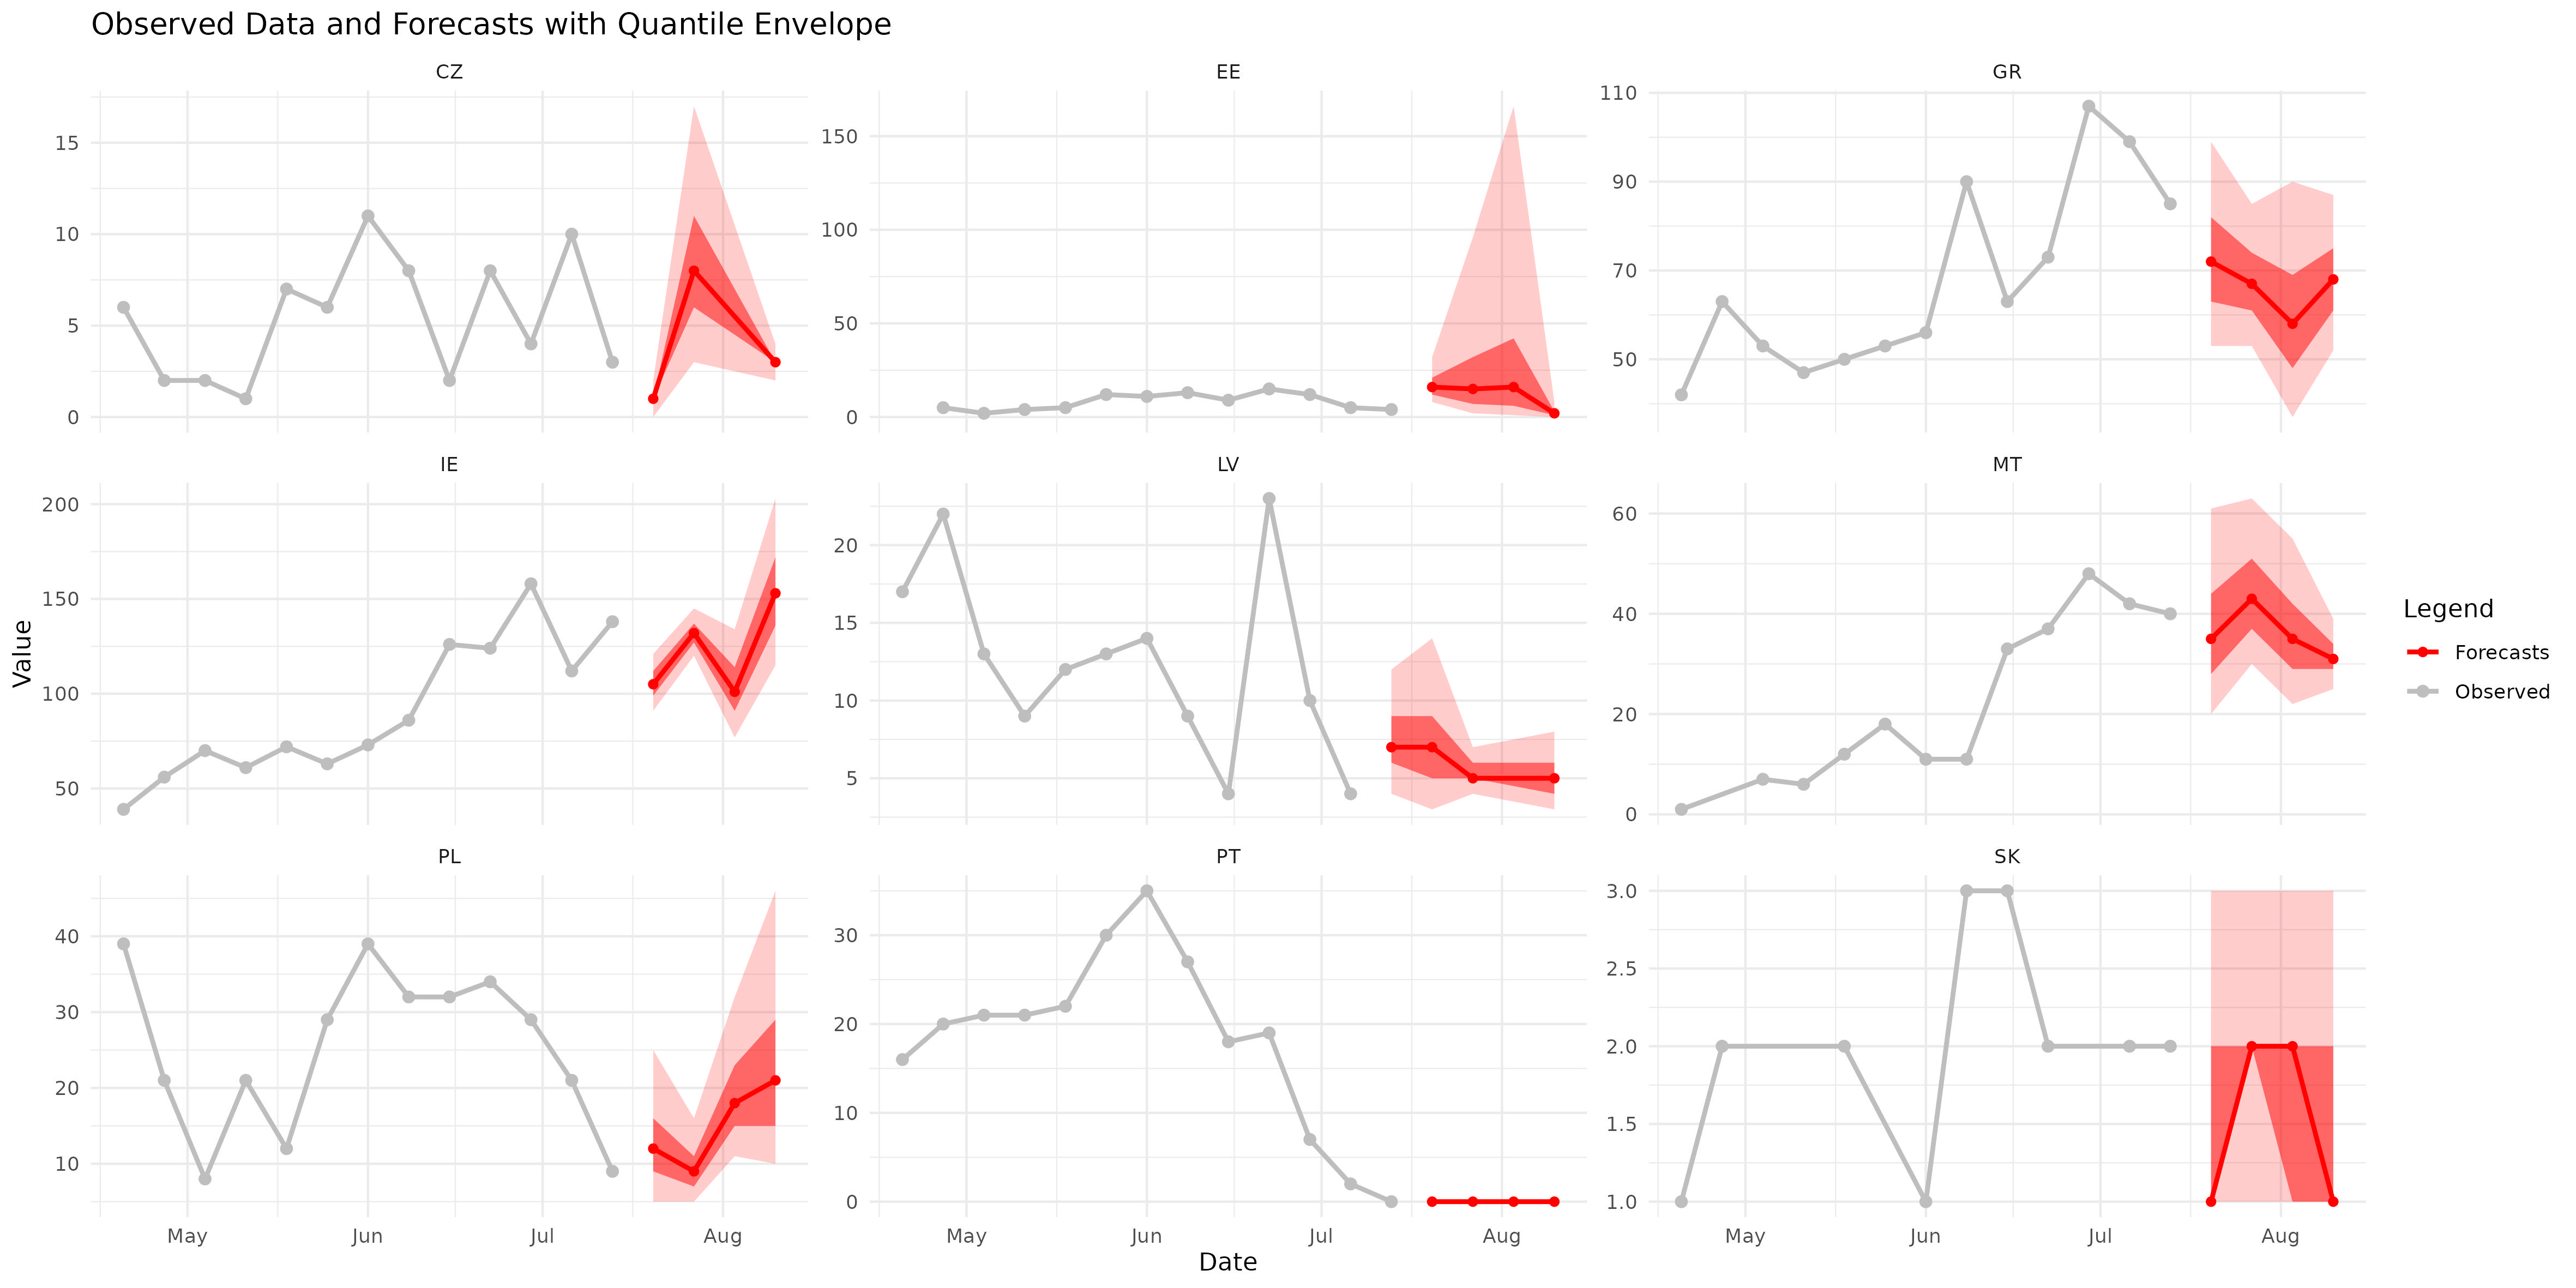 Observed Data and Forecasts with Quantile Envelope
CZ
EE
GR
15
10
5
0
150
100
50
0
110
90
70
50
IE
LV
MT
200
150
100
50
20
15
10
5
60
40
20
0
PL
PT
SK
40
30
20
10
30
20
10
0
3.0
2.5
2.0
1.5
1.0
May Jun Jul Aug
May Jun Jul Aug
May Jun Jul Aug
Value
Date
Legend
Forecasts
Observed